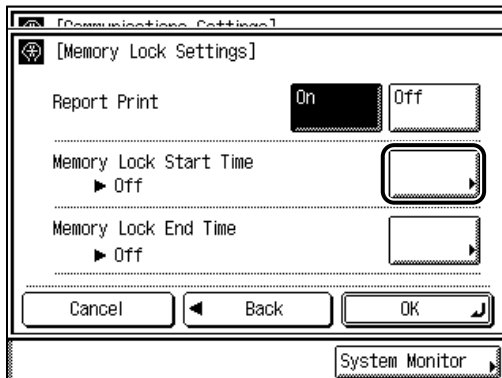 [Memory Lock Settings]
Report Print
On
Off
Memory Lock Start Time
► Off
Memory Lock End Time
► Off
Cancel
◄ Back
OK
System Monitor